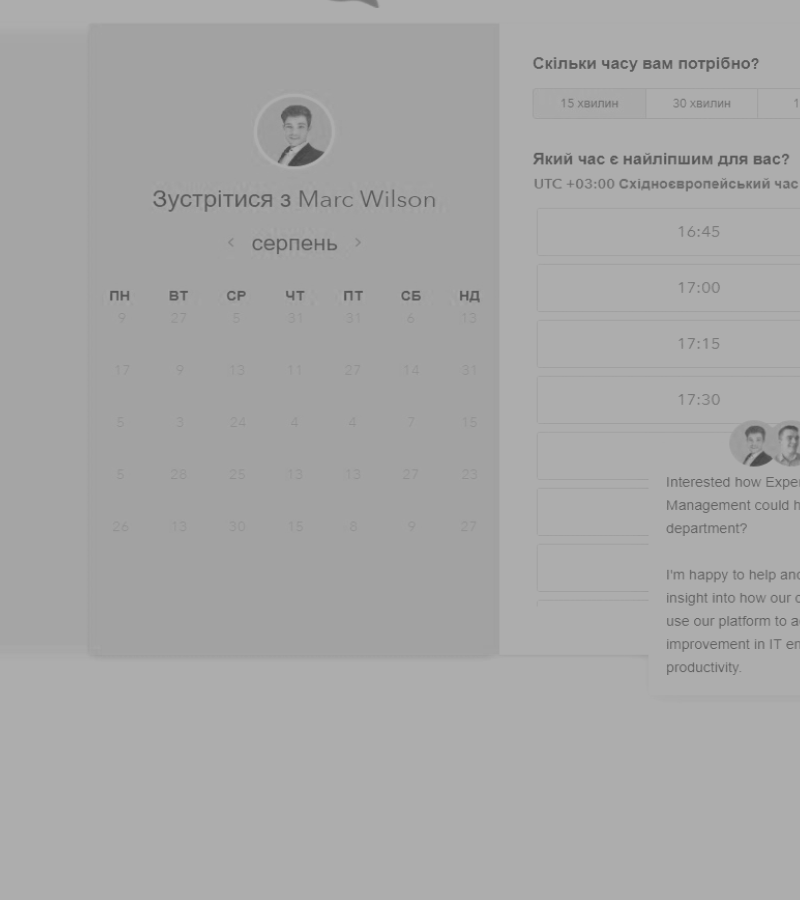 Зустрітися з Marc Wilson
‹ серпень ›
ПН ВТ СР ЧТ ПТ СБ НД
9 27 5 31 31 6 13
17 9 13 11 27 14 31
5 3 24 4 4 7 15
5 28 25 13 13 27 23
26 13 30 15 8 9 27
Скільки часу вам потрібно?
15 хвилин 30 хвилин 1
Який час є найліпшим для вас?
UTC +03:00 Східноєвропейський час
16:45
17:00
17:15
17:30
Interested how Exper
Management could h
department?
I'm happy to help and
insight into how our c
use our platform to a
improvement in IT en
productivity.